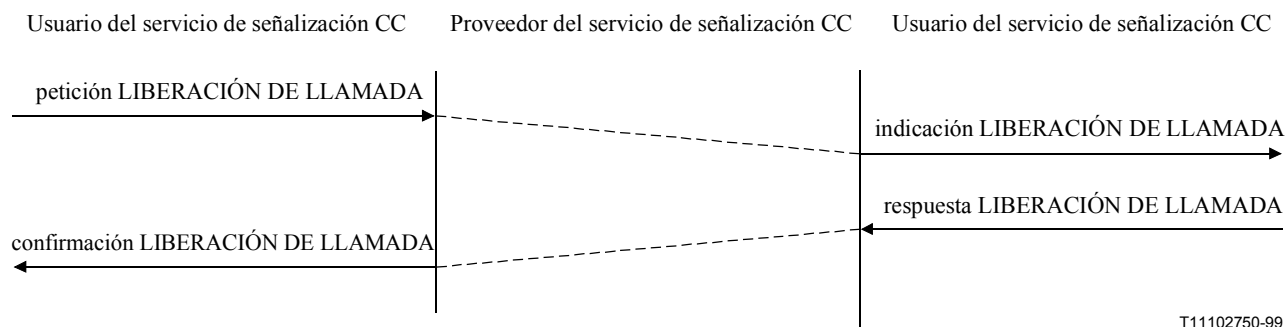 Usuario del servicio de señalización CC
Proveedor del servicio de señalización CC
Usuario del servicio de señalización CC
petición LIBERACIÓN DE LLAMADA
indicación LIBERACIÓN DE LLAMADA
respuesta LIBERACIÓN DE LLAMADA
confirmación LIBERACIÓN DE LLAMADA
T11102750-99